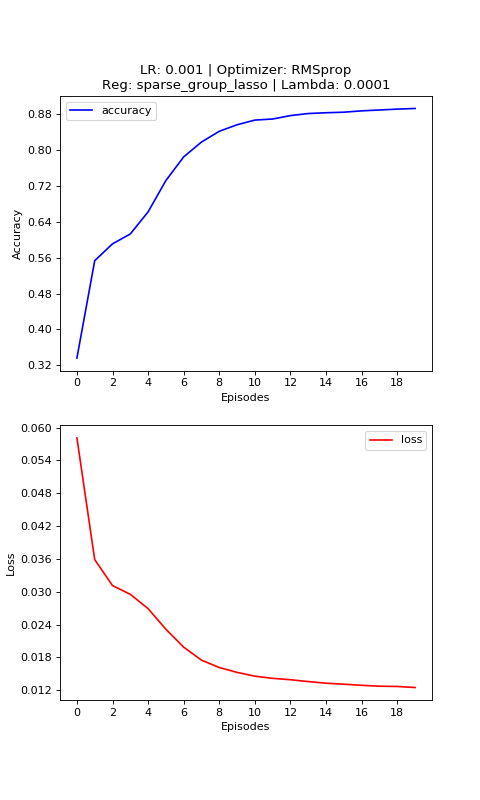 LR: 0.001 | Optimizer: RMSprop
Reg: sparse_group_lasso | Lambda: 0.0001
accuracy
0.88
0.80
0.72
0.64
0.56
0.48
0.40
0.32
Accuracy
0 2 4 6 8 10 12 14 16 18
Episodes
loss
0.060
0.054
0.048
0.042
0.036
0.030
0.024
0.018
0.012
Loss
0 2 4 6 8 10 12 14 16 18
Episodes